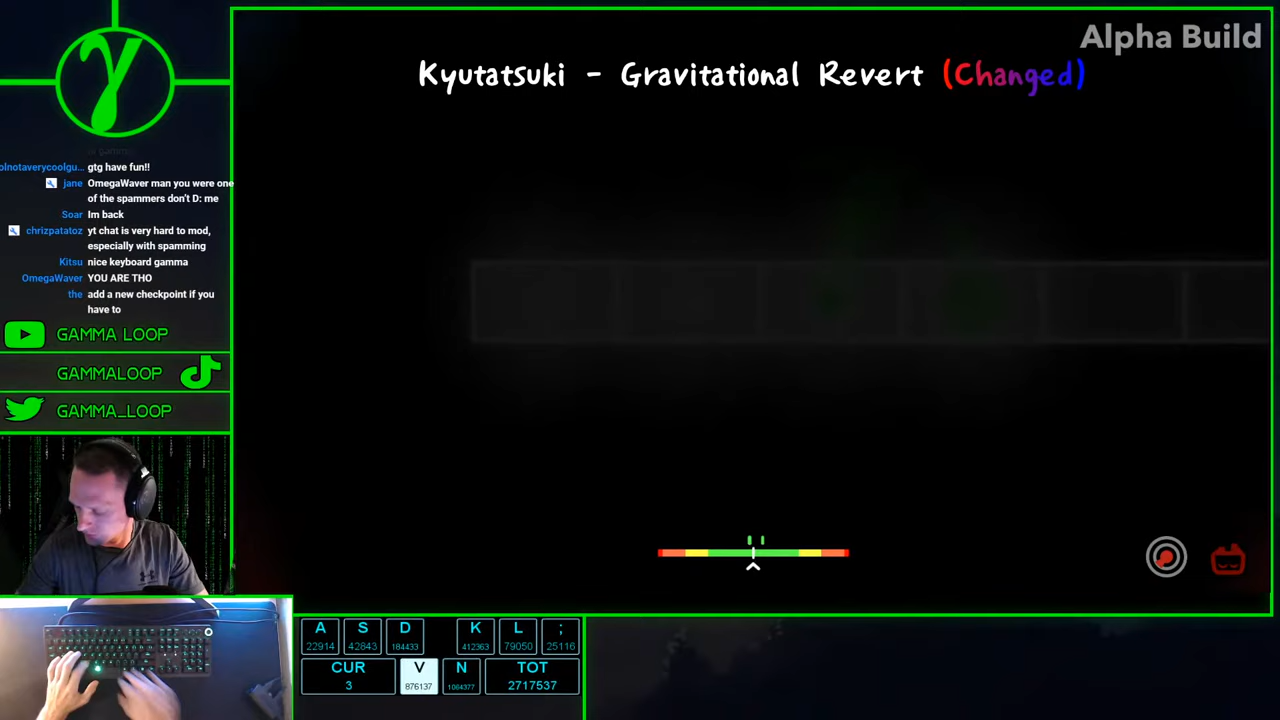 Alpha Build
Kyutatsuki - Gravitational Revert (Changed)
γ
olnotaverycoolgu... gtg have fun!!
jane OmegaWaver man you were one
of the spammers don't D: me
Soar Im back
chrizpatatoz yt chat is very hard to mod,
especially with spamming
Kitsu nice keyboard gamma
OmegaWaver YOU ARE THO
the add a new checkpoint if you
have to
GAMMA LOOP
GAMMALOOP
GAMMA_LOOP
A S D K L ;
22914 42843 184433 412363 79050 25116
CUR V N TOT
3 876137 1084377 2717537